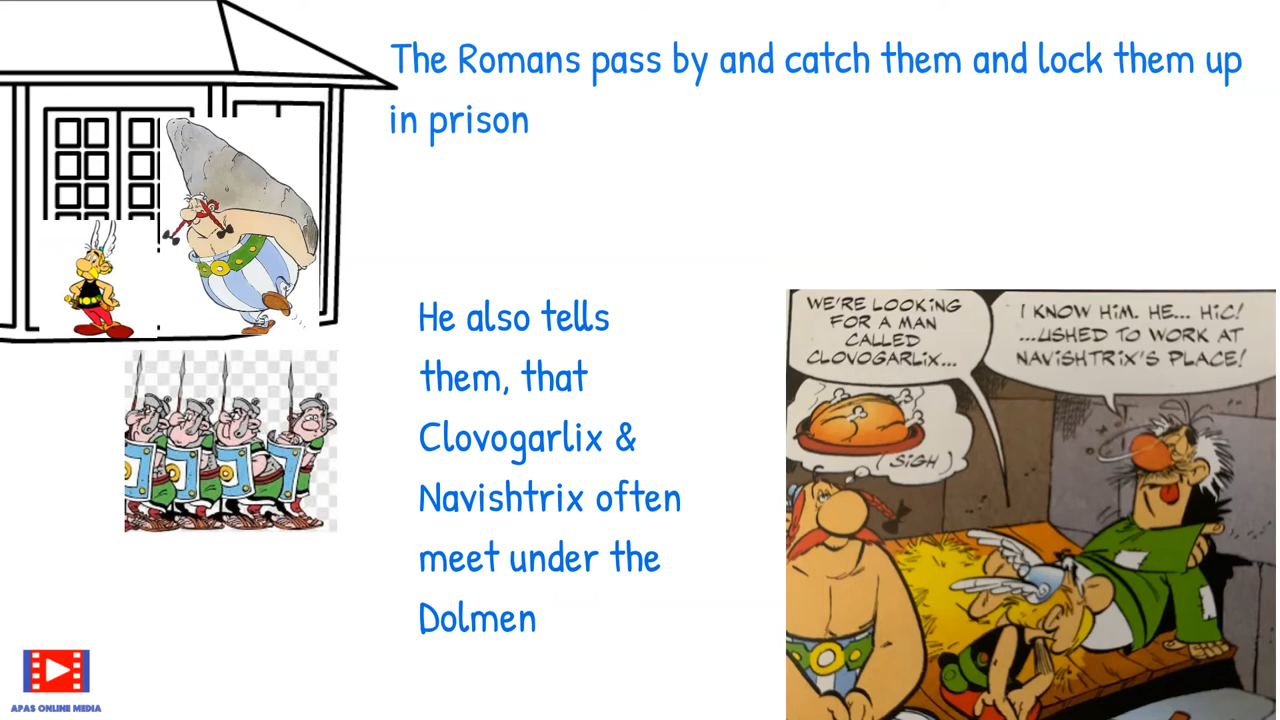 The Romans pass by and catch them and lock them up
in prison
He also tells
them, that
Clovogarlix &
Navishtrix often
meet under the
Dolmen
WE'RE LOOKING
FOR A MAN
CALLED
CLOVOGARLIX...
I KNOW HIM. HE... HIC!
...USHED TO WORK AT
NAVISHTRIX'S PLACE!
(SIGH)
APAS ONLINE MEDIA